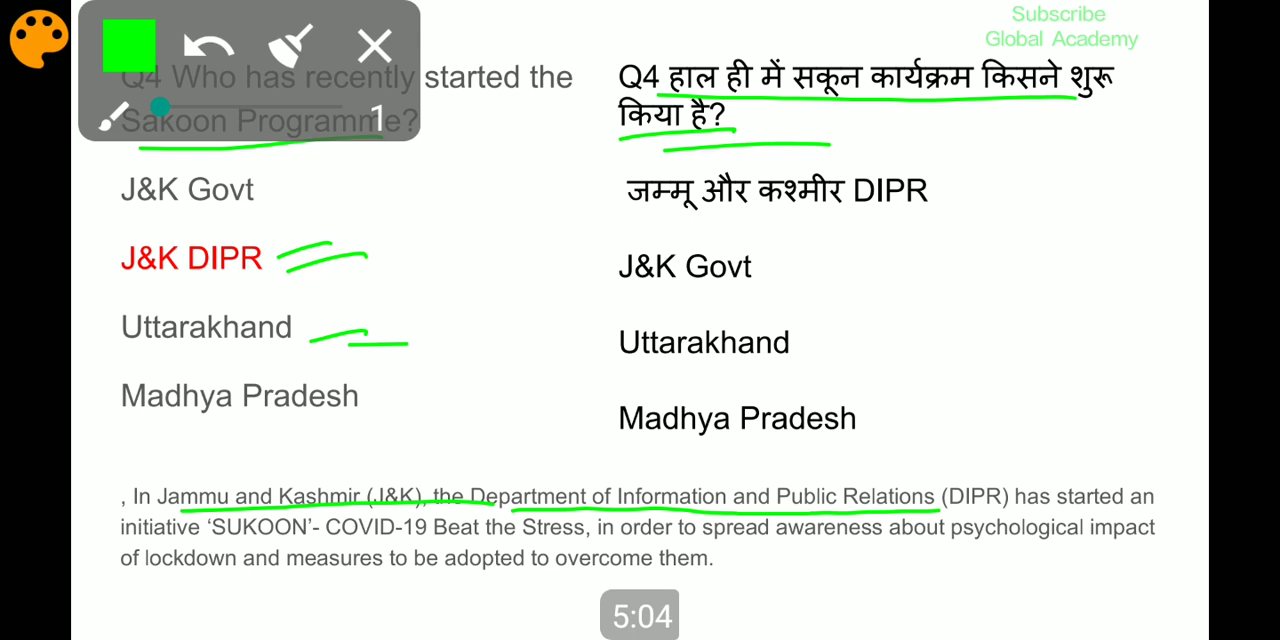 Subscribe
Global Academy
Q4 Who has recently started the
Sakoon Programme?
1
J&K Govt
J&K DIPR
Uttarakhand
Madhya Pradesh
Q4 हाल ही में सकून कार्यक्रम किसने शुरू
किया है?
जम्मू और कश्मीर DIPR
J&K Govt
Uttarakhand
Madhya Pradesh
, In Jammu and Kashmir (J&K), the Department of Information and Public Relations (DIPR) has started an
initiative ‘SUKOON’- COVID-19 Beat the Stress, in order to spread awareness about psychological impact
of lockdown and measures to be adopted to overcome them.
5:04